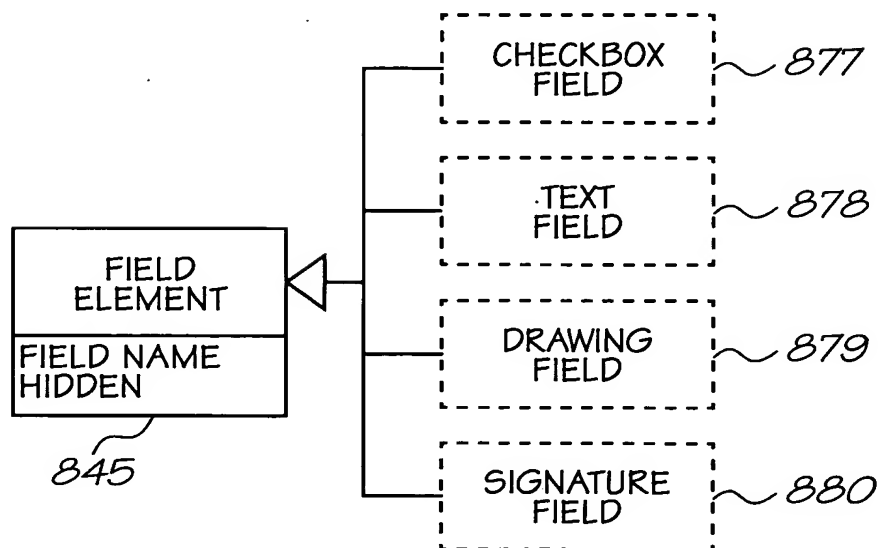 CHECKBOX
FIELD
877
TEXT
FIELD
878
FIELD
ELEMENT
FIELD NAME
HIDDEN
845
DRAWING
FIELD
879
SIGNATURE
FIELD
880